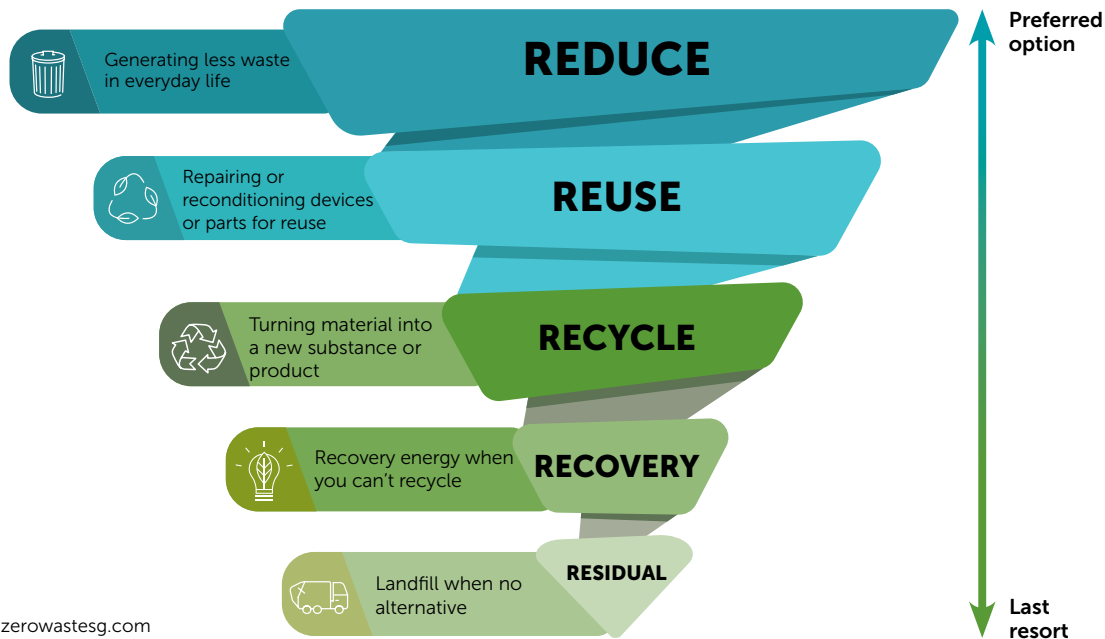 Preferred
option
Generating less waste
in everyday life
REDUCE
Repairing or
reconditioning devices
or parts for reuse
REUSE
Turning material into
a new substance or
product
RECYCLE
Recovery energy when
you can’t recycle
RECOVERY
Landfill when no
alternative
RESIDUAL
Last
resort
zerowastesg.com